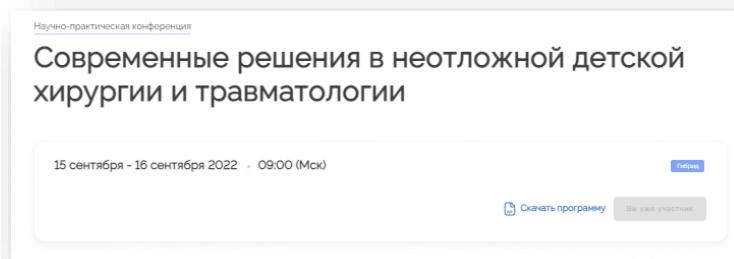 Научно-практическая конференция
Современные решения в неотложной детской
хирургии и травматологии
15 сентября - 16 сентября 2022 • 09:00 (Мск)
Гибрид
Скачать программу
Вы уже участник